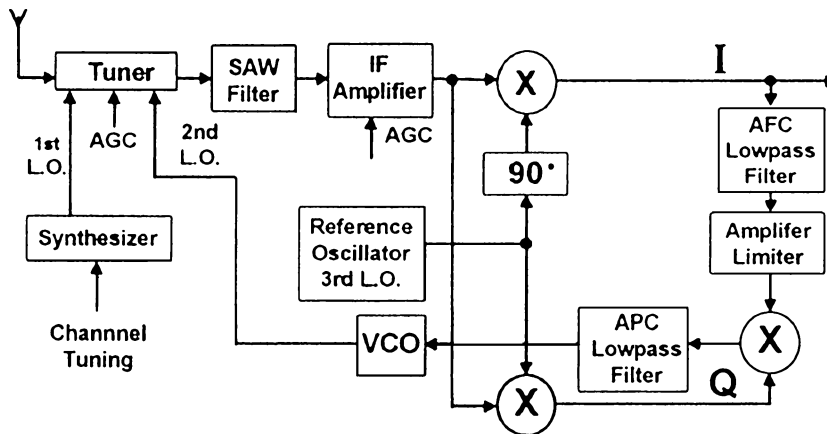 Tuner
SAW
Filter
IF
Amplifier
X
I
1st
L.O.
AGC
2nd
L.O.
AGC
AFC
Lowpass
Filter
90°
Synthesizer
Reference
Oscillator
3rd L.O.
Amplifer
Limiter
Channnel
Tuning
VCO
APC
Lowpass
Filter
X
X
Q